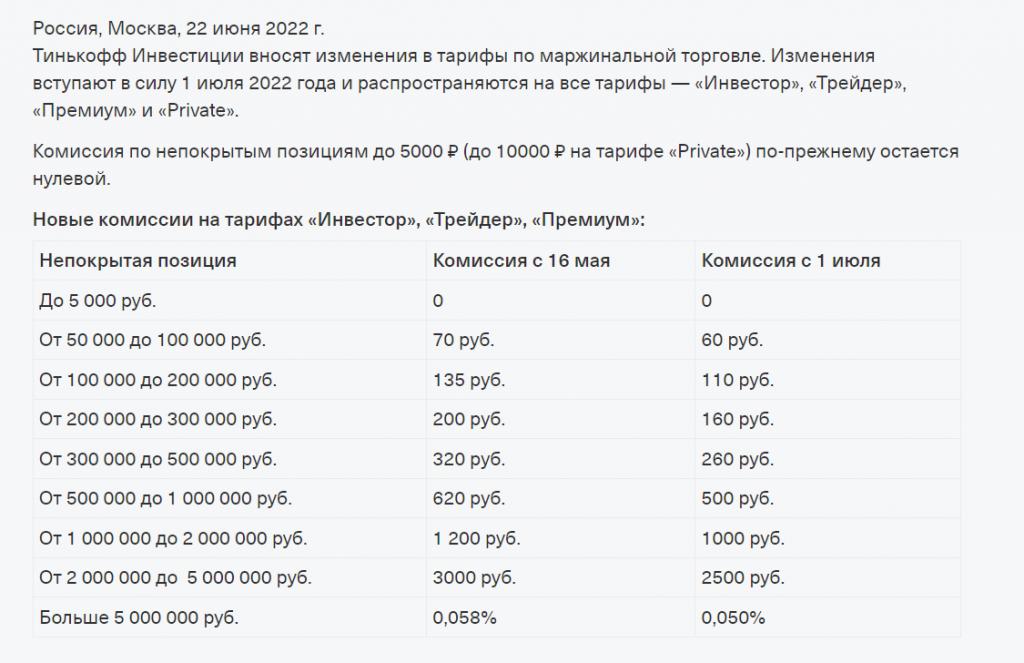 Россия, Москва, 22 июня 2022 г.
Тинькофф Инвестиции вносят изменения в тарифы по маржинальной торговле. Изменения
вступают в силу 1 июля 2022 года и распространяются на все тарифы — «Инвестор», «Трейдер»,
«Премиум» и «Private».
Комиссия по непокрытым позициям до 5000 ₽ (до 10000 ₽ на тарифе «Private») по-прежнему остается
нулевой.
Новые комиссии на тарифах «Инвестор», «Трейдер», «Премиум»:
Непокрытая позиция Комиссия с 16 мая Комиссия с 1 июля
До 5 000 руб. 0 0
От 50 000 до 100 000 руб. 70 руб. 60 руб.
От 100 000 до 200 000 руб. 135 руб. 110 руб.
От 200 000 до 300 000 руб. 200 руб. 160 руб.
От 300 000 до 500 000 руб. 320 руб. 260 руб.
От 500 000 до 1 000 000 руб. 620 руб. 500 руб.
От 1 000 000 до 2 000 000 руб. 1 200 руб. 1000 руб.
От 2 000 000 до 5 000 000 руб. 3000 руб. 2500 руб.
Больше 5 000 000 руб. 0,058% 0,050%